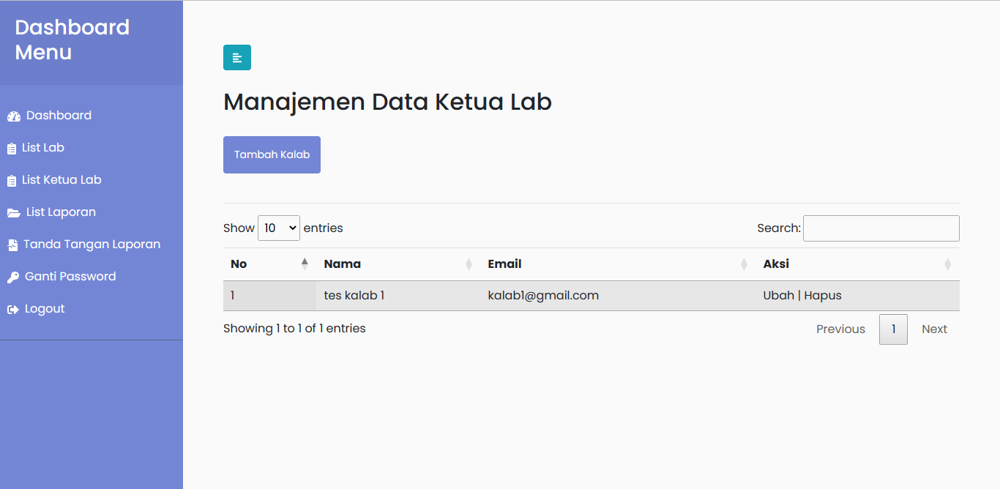 Dashboard
Menu
Dashboard
List Lab
List Ketua Lab
List Laporan
Tanda Tangan Laporan
Ganti Password
Logout
Manajemen Data Ketua Lab
Tambah Kalab
Show 10 entries
Search:
No Nama Email Aksi
1 tes kalab 1 kalab1@gmail.com Ubah | Hapus
Showing 1 to 1 of 1 entries
Previous 1 Next